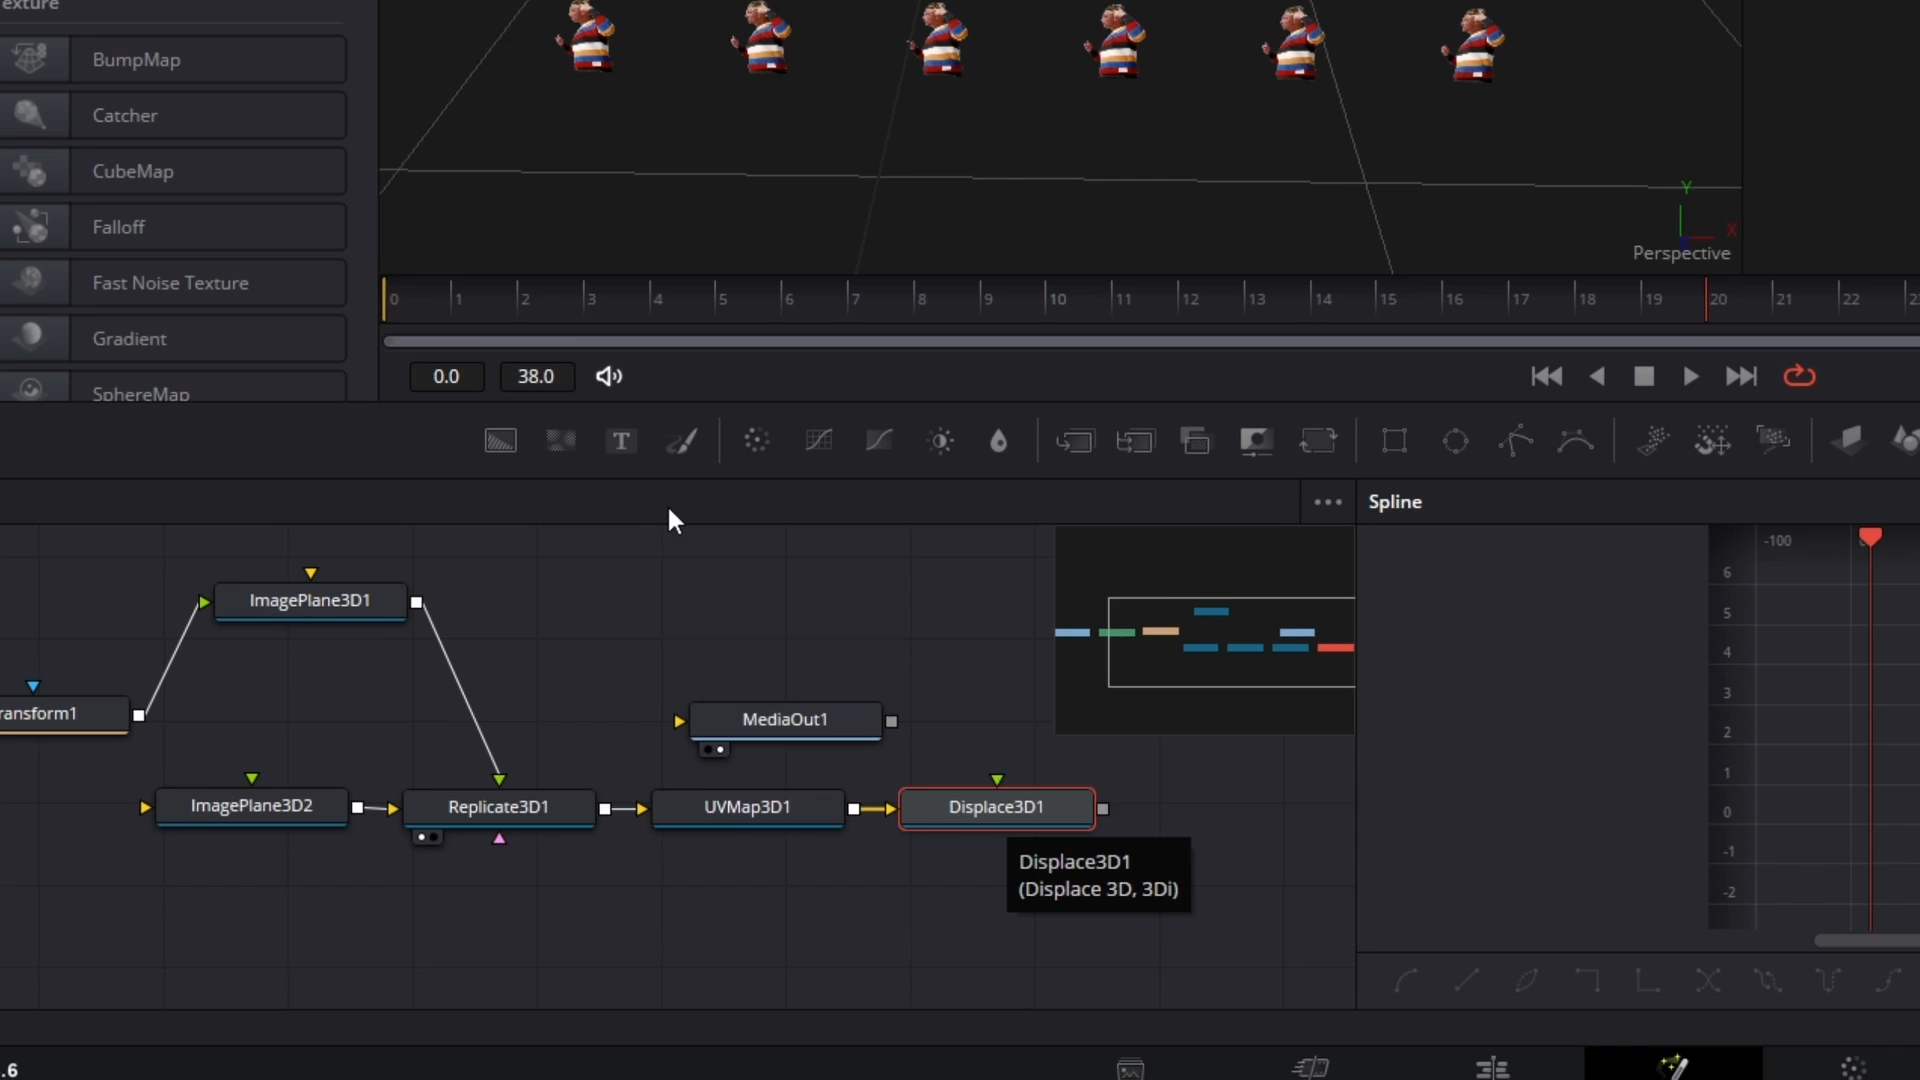 exture
BumpMap
Catcher
CubeMap
Falloff
Fast Noise Texture
Gradient
SphereMap
Y
X
Perspective
0 1 2 3 4 5 6 7 8 9 10 11 12 13 14 15 16 17 18 19 20 21 22
0.0 38.0
T
Spline
-100
6
5
4
3
2
1
0
-1
-2
ImagePlane3D1
ransform1
MediaOut1
ImagePlane3D2
Replicate3D1
UVMap3D1
Displace3D1
Displace3D1
(Displace 3D, 3Di)
.6